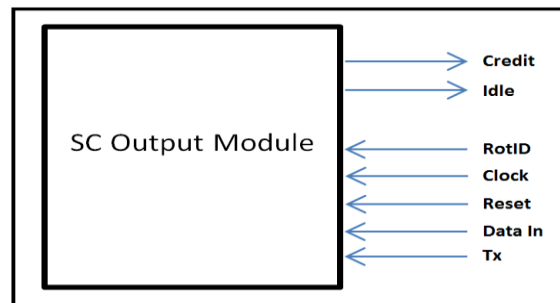 SC Output Module
Credit
Idle
RotID
Clock
Reset
Data In
Tx